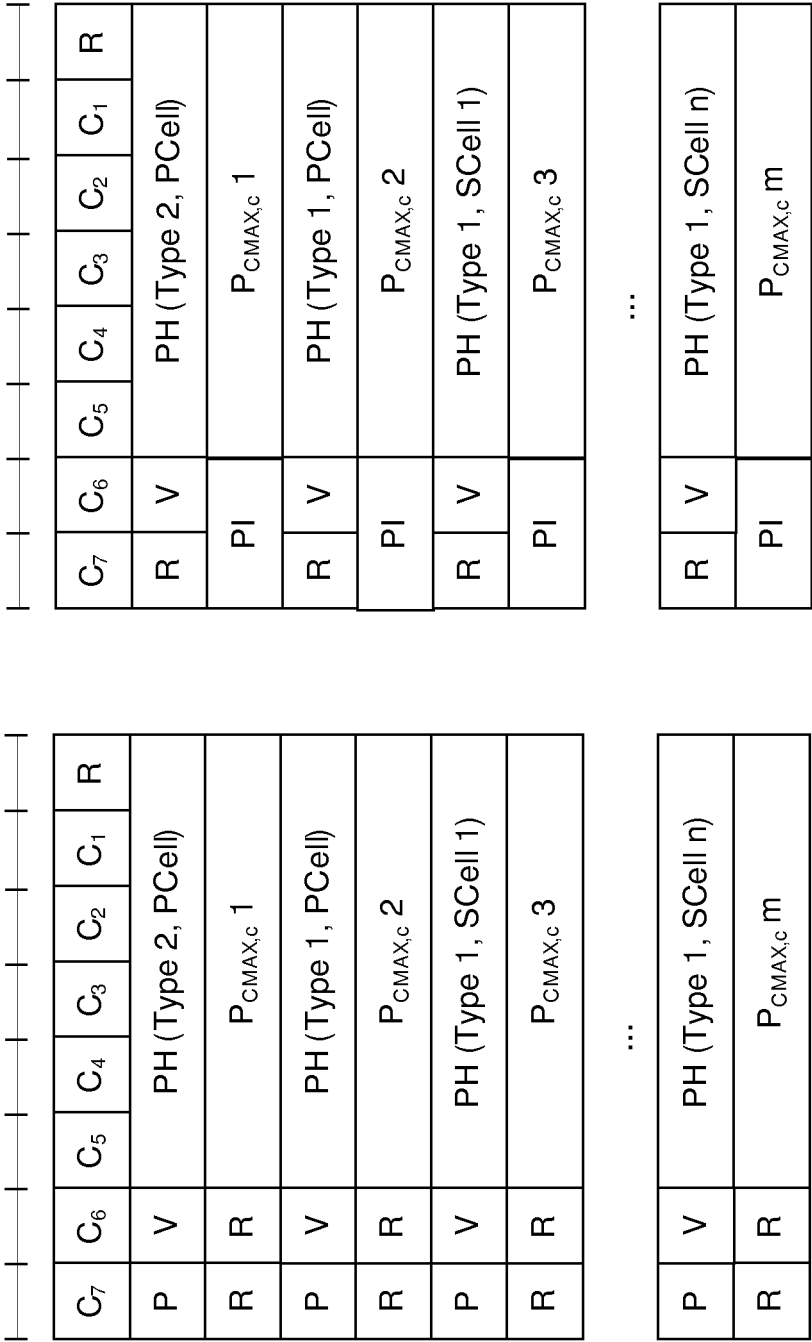 C7 C6 C5 C4 C3 C2 C1 R
P V PH (Type 2, PCell)
R R PCMAX,c 1
P V PH (Type 1, PCell)
R R PCMAX,c 2
P V PH (Type 1, SCell 1)
R R PCMAX,c 3
...
P V PH (Type 1, SCell n)
R R PCMAX,c m
C7 C6 C5 C4 C3 C2 C1 R
R V PH (Type 2, PCell)
PI PCMAX,c 1
R V PH (Type 1, PCell)
PI PCMAX,c 2
R V PH (Type 1, SCell 1)
PI PCMAX,c 3
...
R V PH (Type 1, SCell n)
PI PCMAX,c m